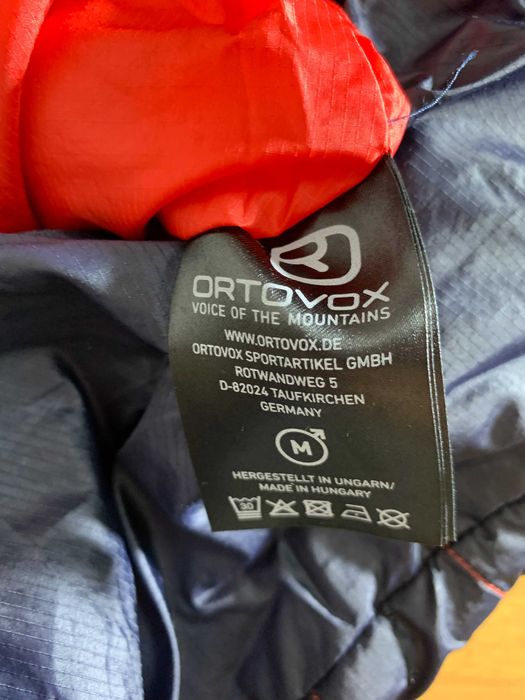 ORTOVOX
VOICE OF THE MOUNTAINS
WWW.ORTOVOX.DE
ORTOVOX SPORTARTIKEL GMBH
ROTWANDWEG 5
D-82024 TAUFKIRCHEN
GERMANY
M
HERGESTELLT IN UNGARN/
MADE IN HUNGARY
30